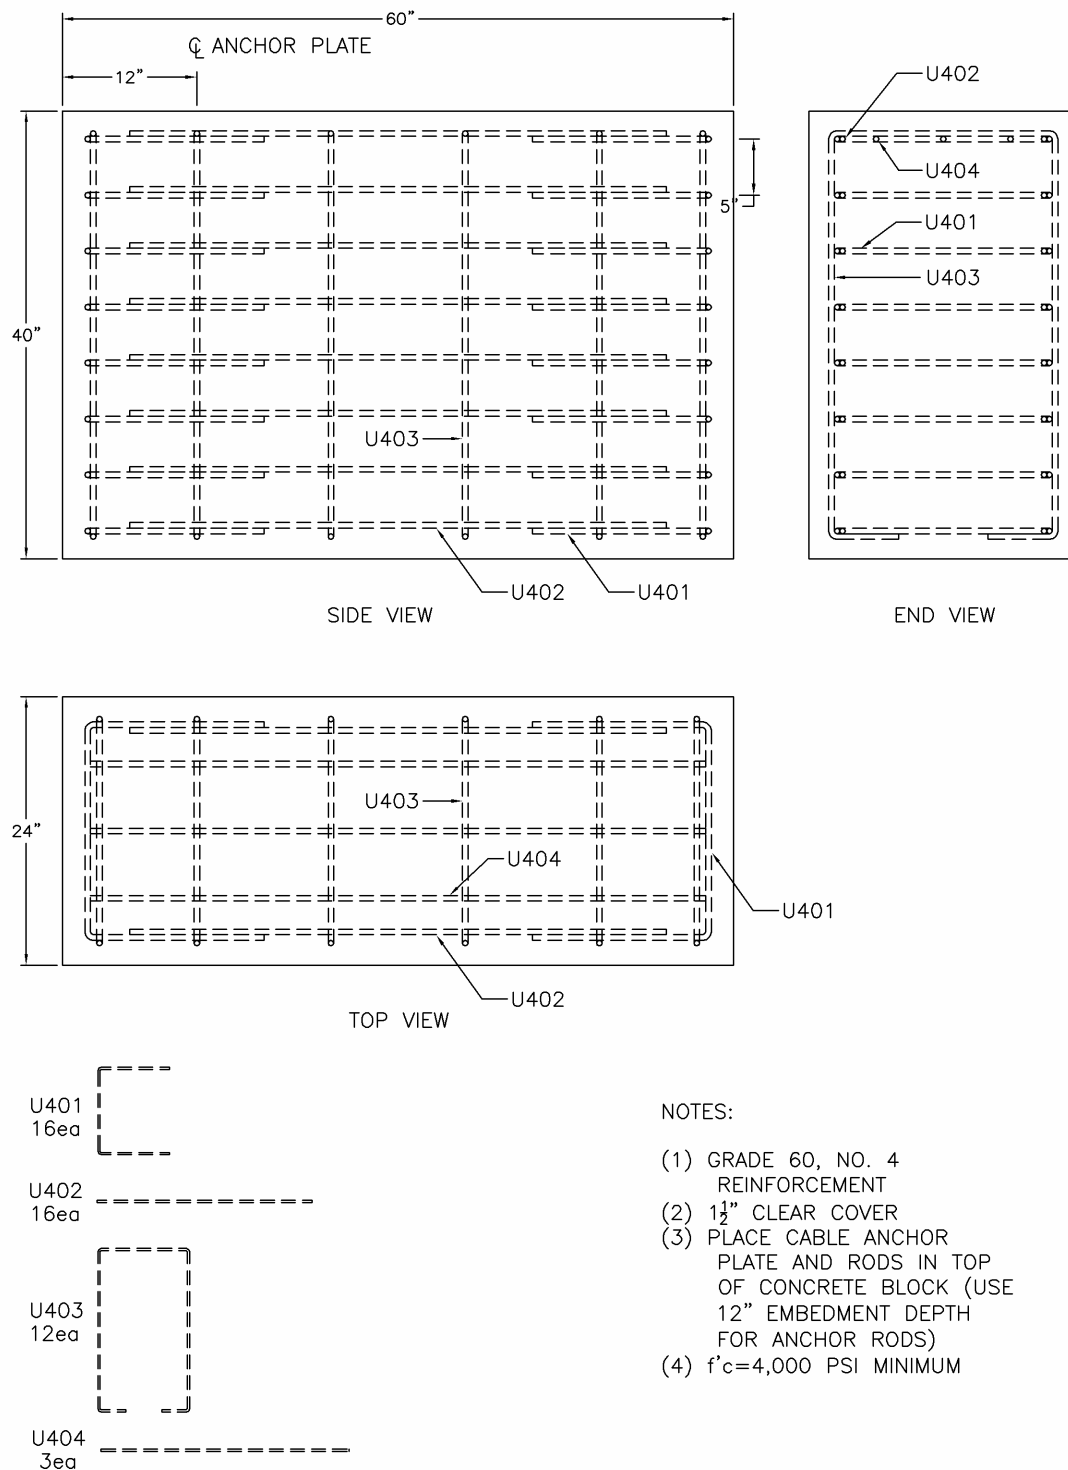 60”
℄ ANCHOR PLATE
12”
U402
U404
5”
U401
U403
40”
U403
U402
U401
SIDE VIEW
END VIEW
24”
U403
U404
U401
U402
TOP VIEW
U401
16ea
U402
16ea
U403
12ea
U404
3ea
NOTES:
(1) GRADE 60, NO. 4
REINFORCEMENT
(2) 1½” CLEAR COVER
(3) PLACE CABLE ANCHOR
PLATE AND RODS IN TOP
OF CONCRETE BLOCK (USE
12” EMBEDMENT DEPTH
FOR ANCHOR RODS)
(4) f'c=4,000 PSI MINIMUM